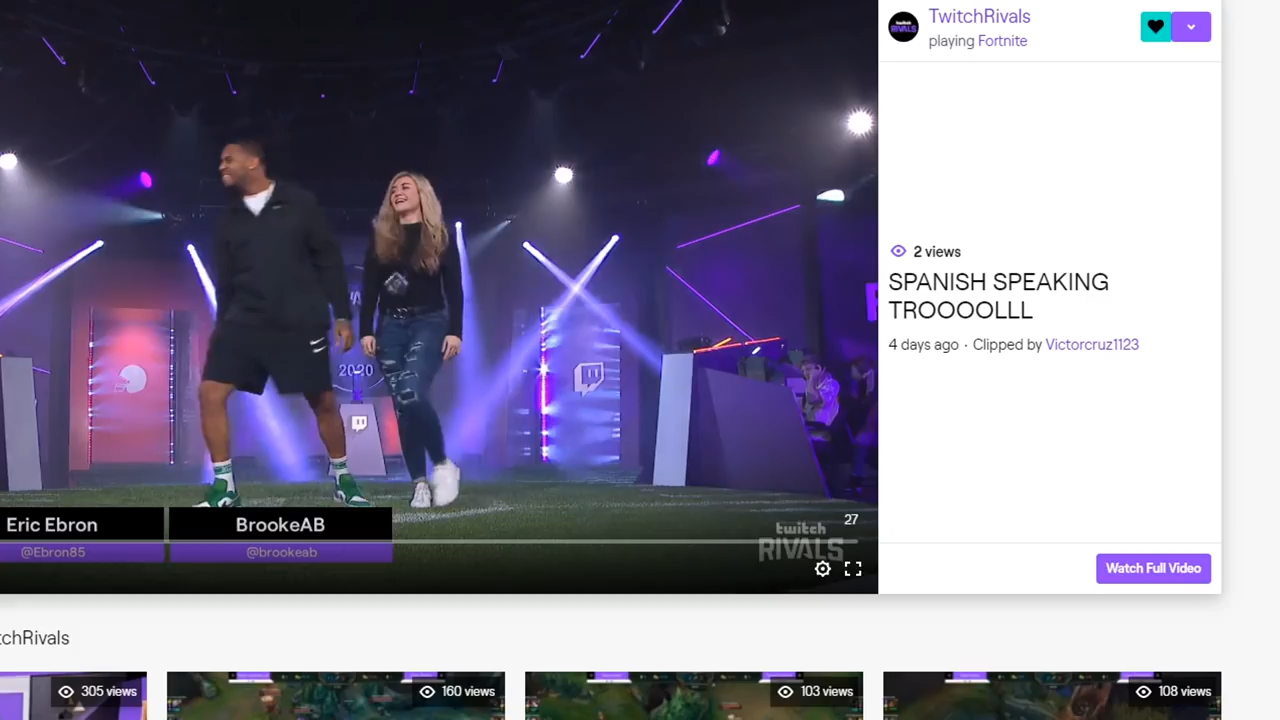 TwitchRivals
playing Fortnite
2 views
SPANISH SPEAKING
TROOOOLLL
4 days ago · Clipped by Victorcruz1123
2020
Eric Ebron
BrookeAB
@Ebron85
@brookeab
27
twitch
RIVALS
Watch Full Video
tchRivals
305 views
160 views
103 views
108 views